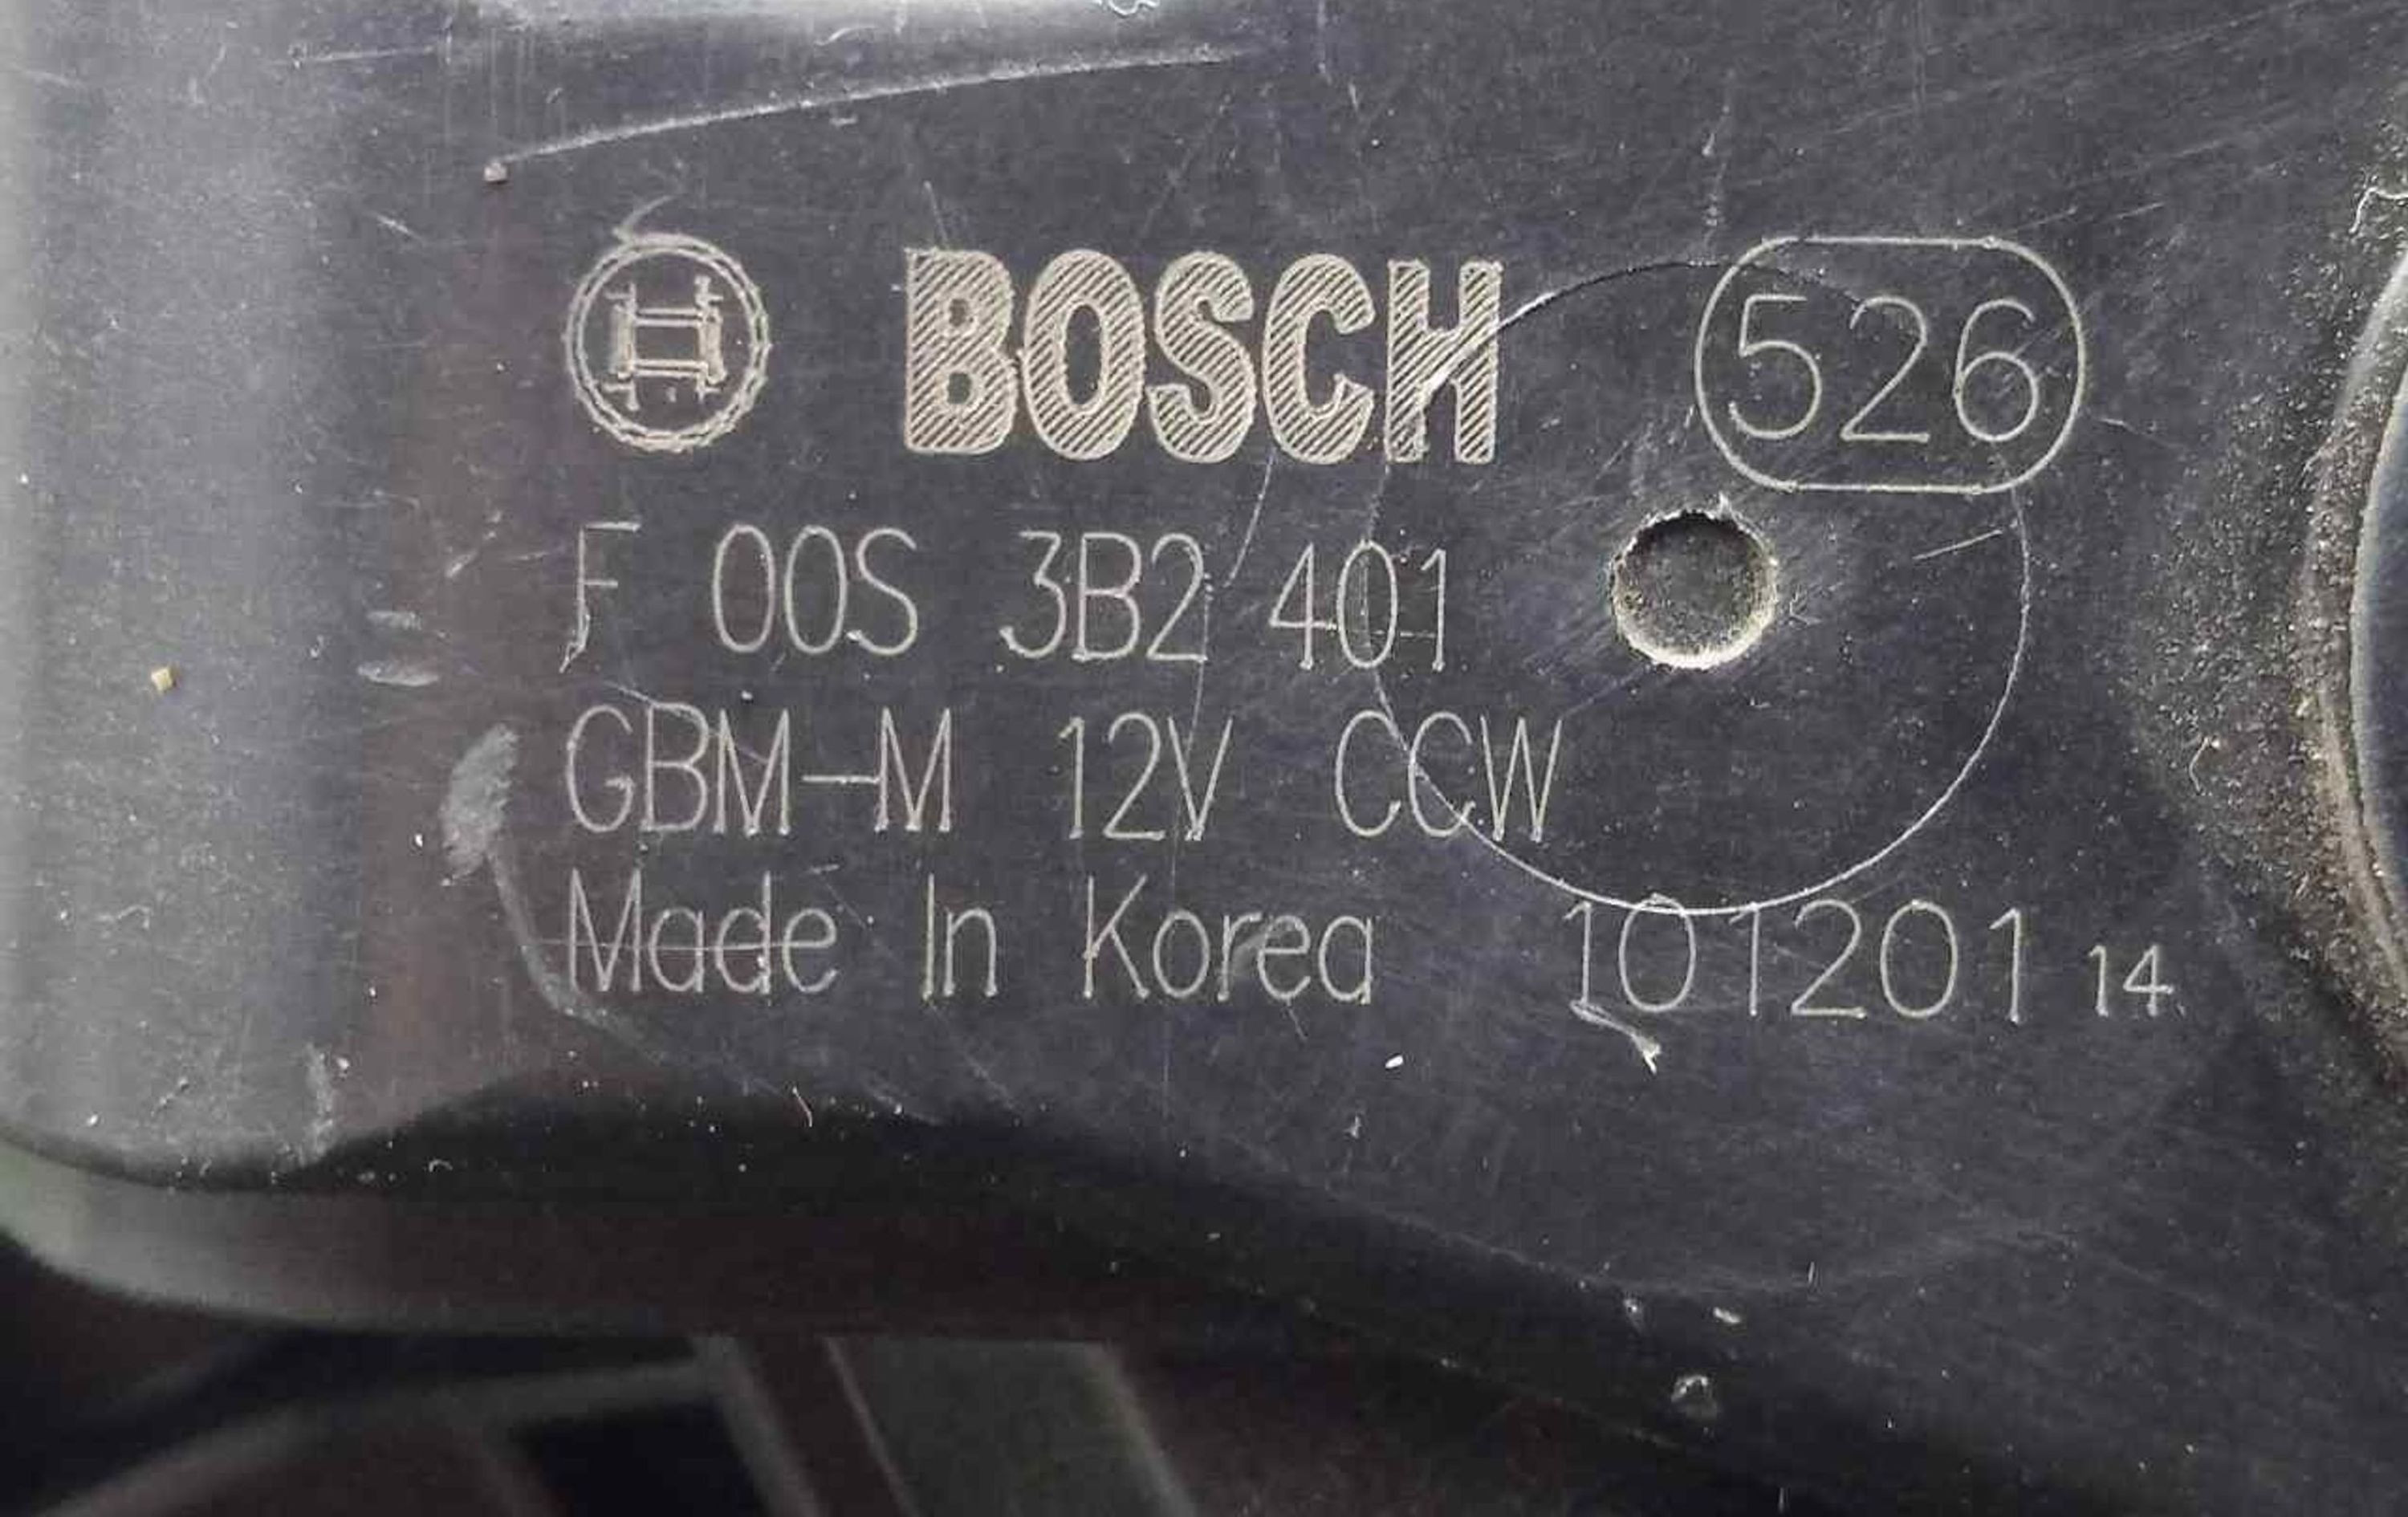 BOSCH 526
F 00S 3B2 401
GBM-M 12V CCW
Made In Korea 101201 14